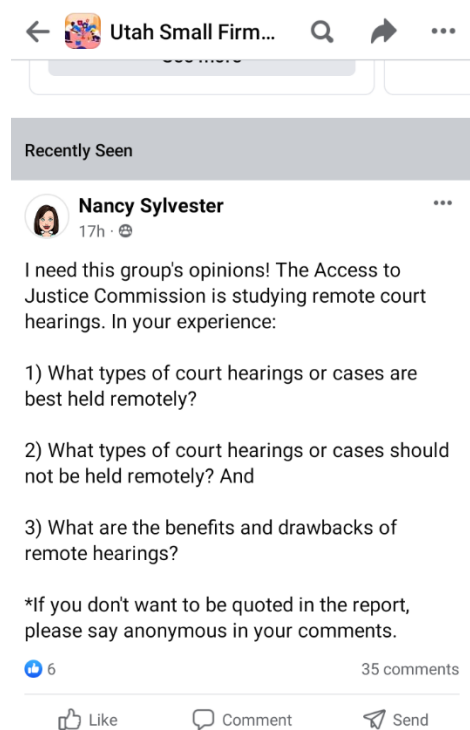 Utah Small Firm...
Recently Seen
Nancy Sylvester
17h ·
I need this group's opinions! The Access to
Justice Commission is studying remote court
hearings. In your experience:
1) What types of court hearings or cases are
best held remotely?
2) What types of court hearings or cases should
not be held remotely? And
3) What are the benefits and drawbacks of
remote hearings?
*If you don't want to be quoted in the report,
please say anonymous in your comments.
6
35 comments
Like
Comment
Send